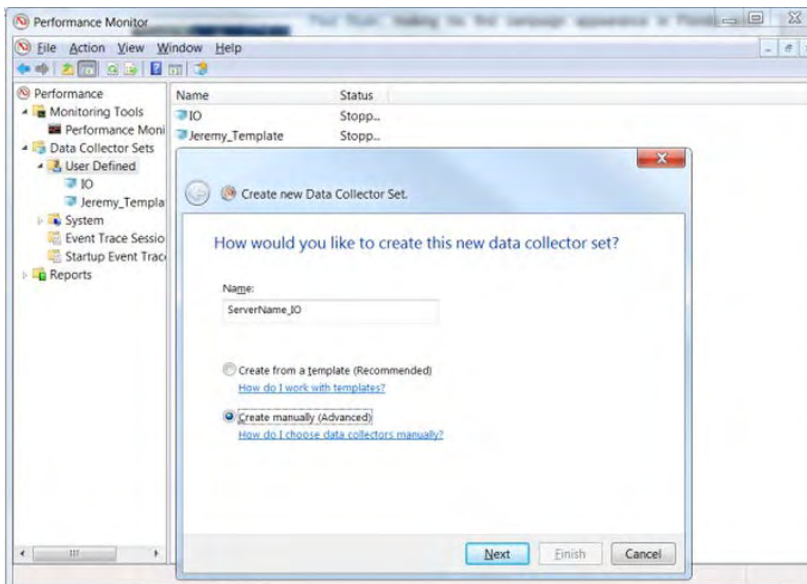 Performance Monitor
File Action View Window Help
Performance
Monitoring Tools
Performance Moni
Data Collector Sets
User Defined
IO
Jeremy_Templa
System
Event Trace Sessio
Startup Event Trac
Reports
Name Status
IO Stopp...
Jeremy_Template Stopp...
Create new Data Collector Set.
How would you like to create this new data collector set?
Name:
ServerName_IO
Create from a template (Recommended)
How do I work with templates?
Create manually (Advanced)
How do I choose data collectors manually?
Next Finish Cancel